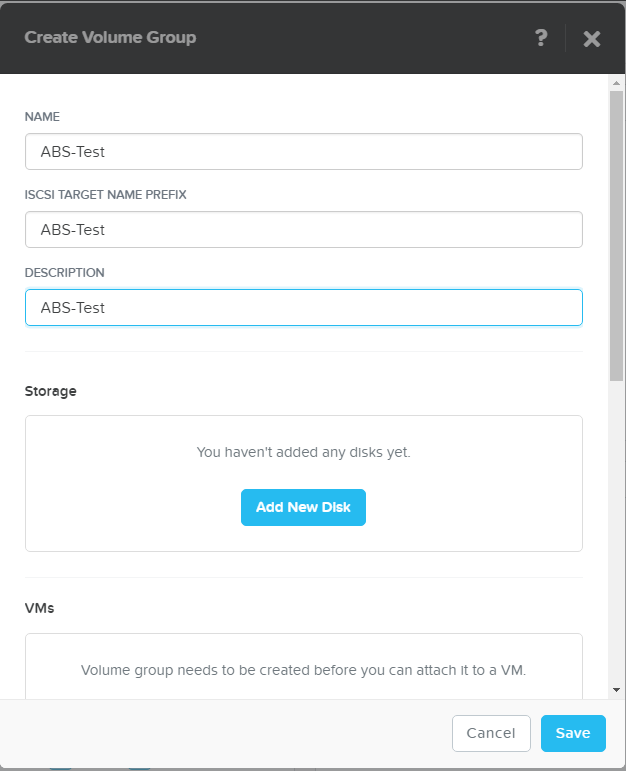 Create Volume Group
?
NAME
ABS-Test
ISCSI TARGET NAME PREFIX
ABS-Test
DESCRIPTION
ABS-Test
Storage
You haven't added any disks yet.
Add New Disk
VMs
Volume group needs to be created before you can attach it to a VM.
Cancel
Save